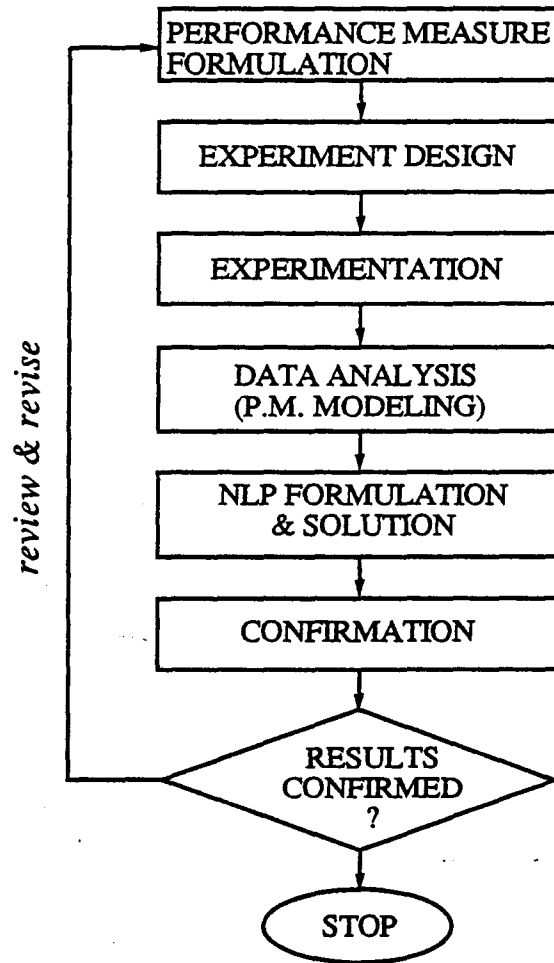 PERFORMANCE MEASURE
FORMULATION
EXPERIMENT DESIGN
EXPERIMENTATION
DATA ANALYSIS
(P.M. MODELING)
NLP FORMULATION
& SOLUTION
CONFIRMATION
RESULTS
CONFIRMED
?
STOP
review & revise